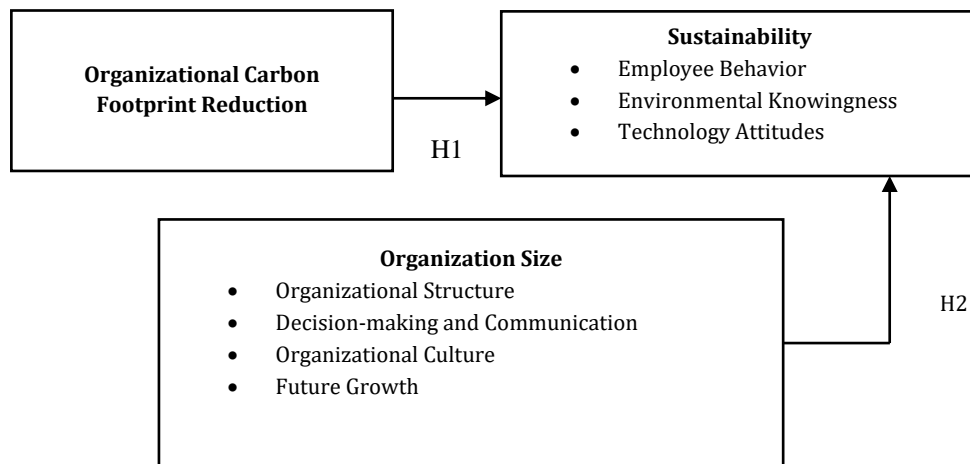 Organizational Carbon
Footprint Reduction
H1
Sustainability
• Employee Behavior
• Environmental Knowingness
• Technology Attitudes
Organization Size
• Organizational Structure
• Decision-making and Communication
• Organizational Culture
• Future Growth
H2